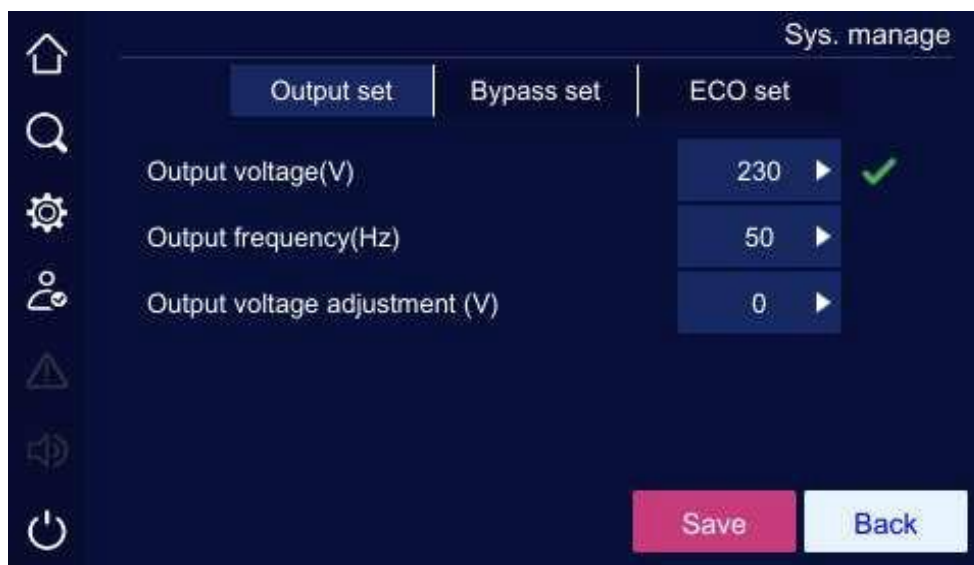 Sys. manage
Output set Bypass set ECO set
Output voltage(V) 230
Output frequency(Hz) 50
Output voltage adjustment (V) 0
Save Back